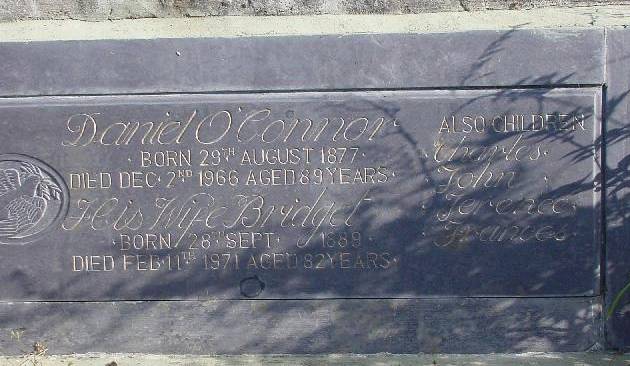 Daniel O'Connor
· BORN 29TH AUGUST 1877 ·
DIED DEC · 2ND 1966 AGED 89 YEARS ·
His Wife Bridget
· BORN 28TH SEPT · 1889 ·
DIED FEB · 11TH · 1971 AGED 82 YEARS ·
ALSO CHILDREN
Charles ·
John ·
Terence ·
Frances ·